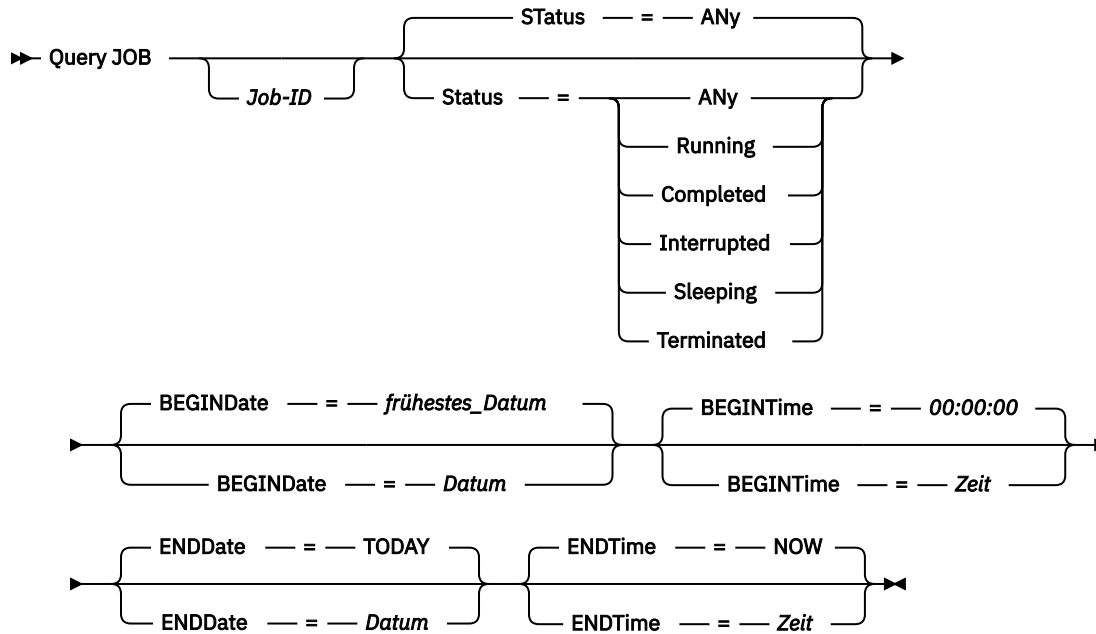 STatus = ANy
Query JOB
Job-ID
Status = ANy
Running
Completed
Interrupted
Sleeping
Terminated
BEGINDate = frühestes_Datum BEGINTime = 00:00:00
BEGINDate = Datum BEGINTime = Zeit
ENDDate = TODAY ENDTime = NOW
ENDDate = Datum ENDTime = Zeit